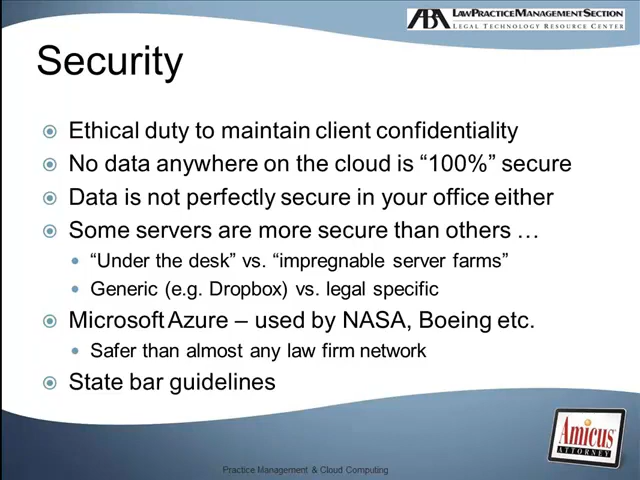 ABA LAWPRACTICEMANAGEMENTSECTION
LEGAL TECHNOLOGY RESOURCE CENTER
Security
Ethical duty to maintain client confidentiality
No data anywhere on the cloud is “100%” secure
Data is not perfectly secure in your office either
Some servers are more secure than others …
“Under the desk” vs. “impregnable server farms”
Generic (e.g. Dropbox) vs. legal specific
Microsoft Azure – used by NASA, Boeing etc.
Safer than almost any law firm network
State bar guidelines
Amicus
ATTORNEY
Practice Management & Cloud Computing